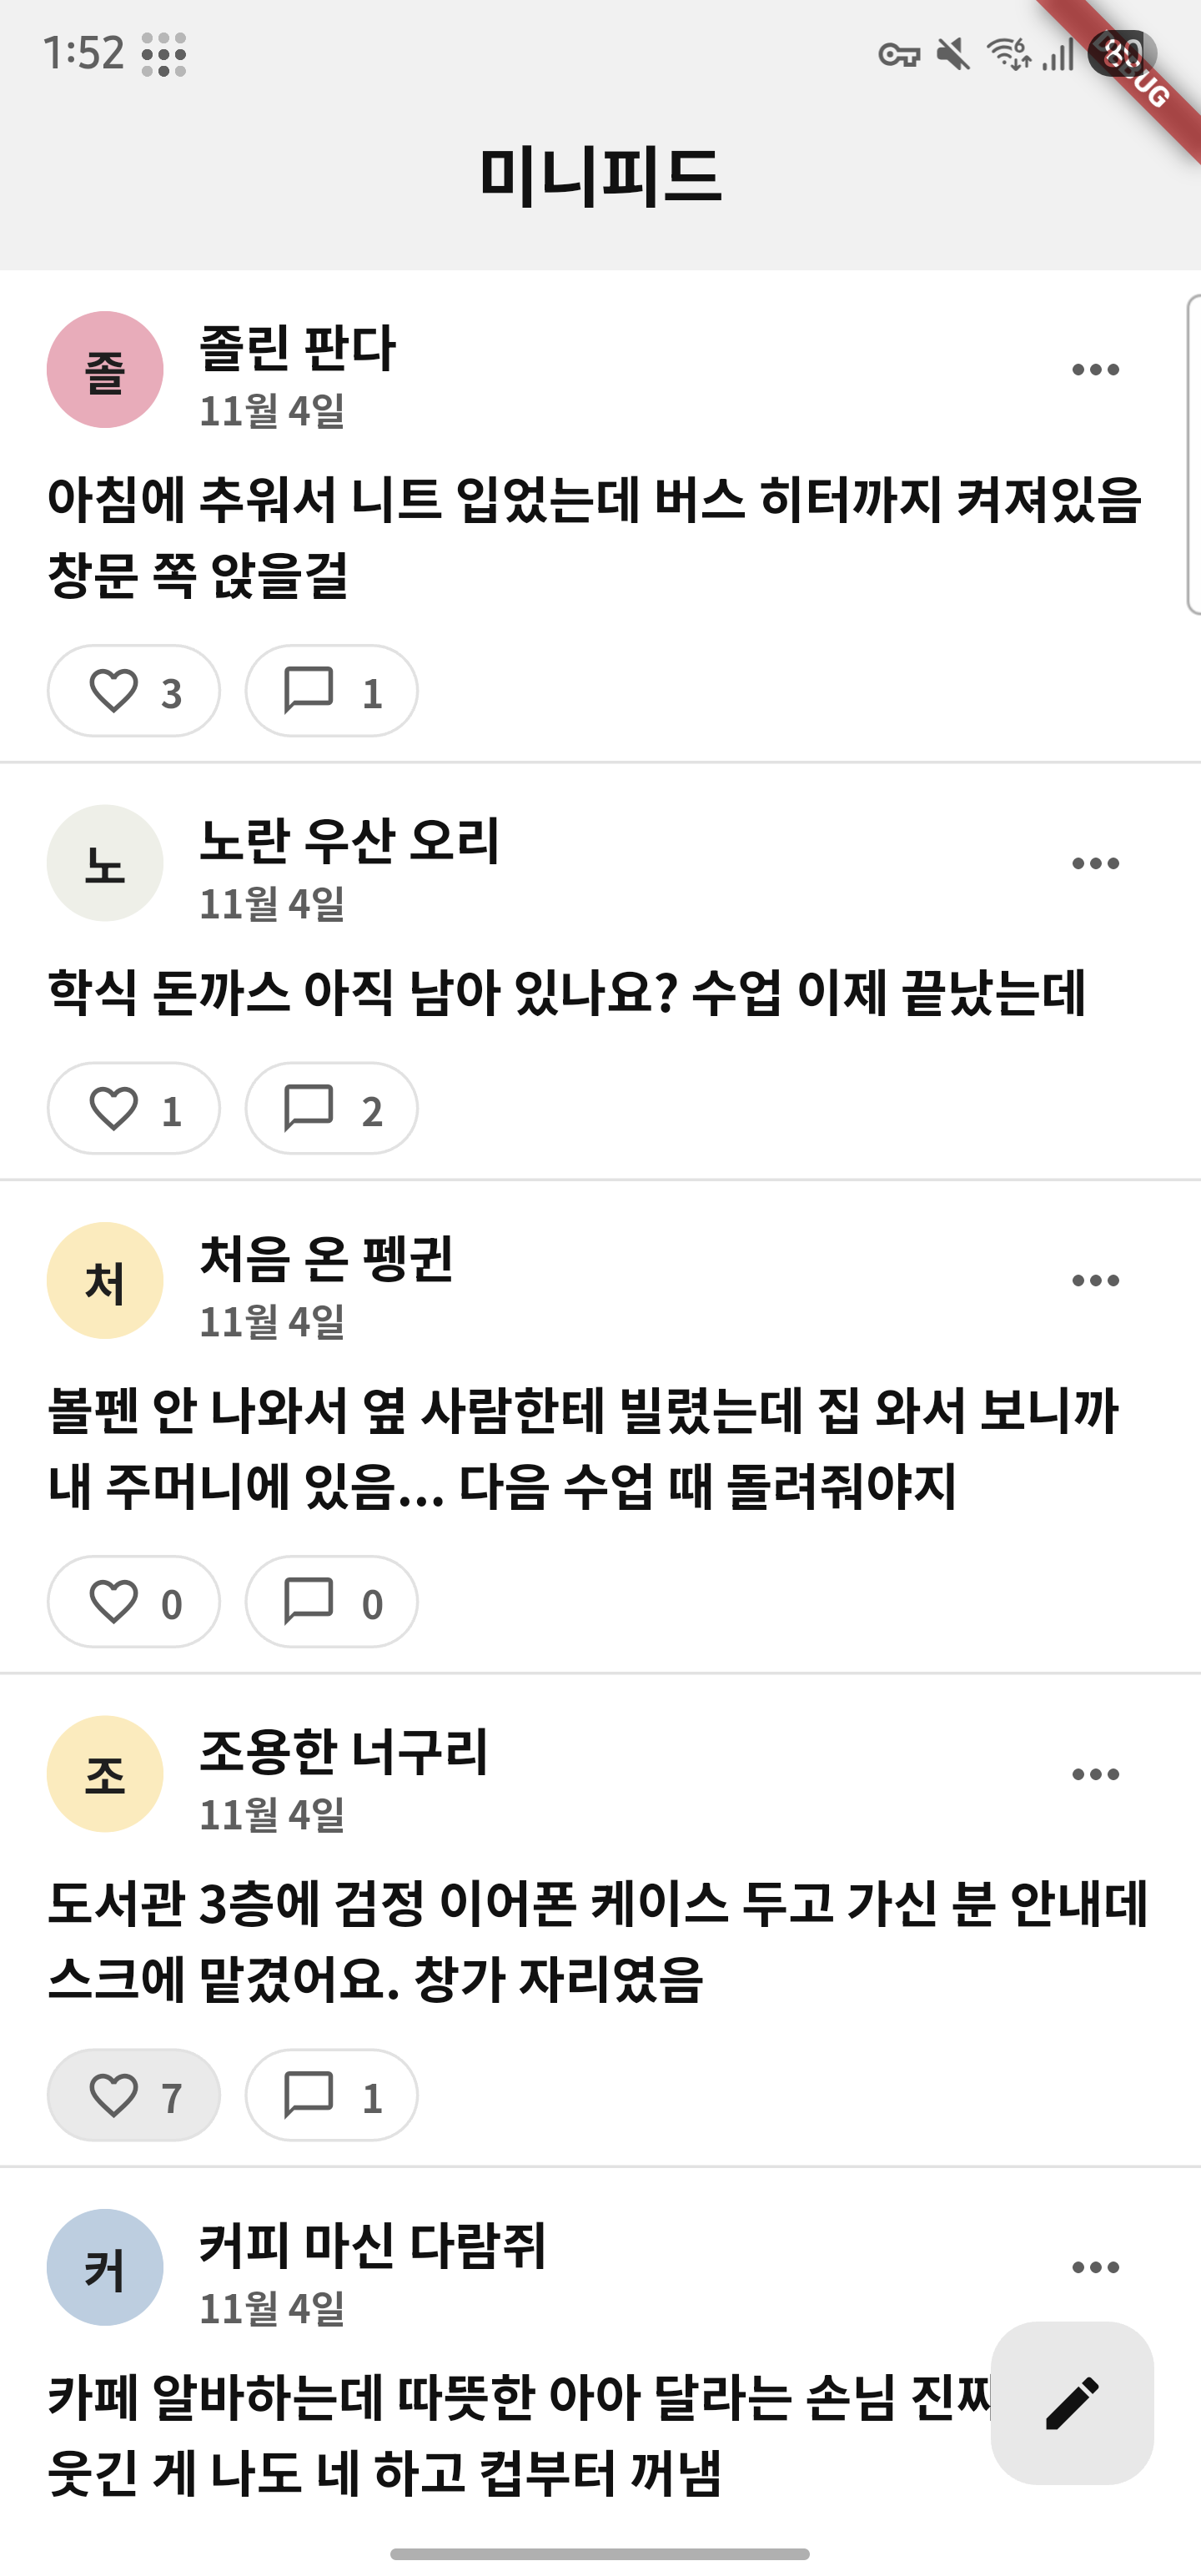 1:52
미니피드
졸
졸린 판다
11월 4일
아침에 추워서 니트 입었는데 버스 히터까지 켜져있음
창문 쪽 앉을걸
3 1
노
노란 우산 오리
11월 4일
학식 돈까스 아직 남아 있나요? 수업 이제 끝났는데
1 2
처
처음 온 펭귄
11월 4일
볼펜 안 나와서 옆 사람한테 빌렸는데 집 와서 보니까
내 주머니에 있음... 다음 수업 때 돌려줘야지
0 0
조
조용한 너구리
11월 4일
도서관 3층에 검정 이어폰 케이스 두고 가신 분 안내데
스크에 맡겼어요. 창가 자리였음
7 1
커
커피 마신 다람쥐
11월 4일
카페 알바하는데 따뜻한 아아 달라는 손님 진짜
웃긴 게 나도 네 하고 컵부터 꺼냄